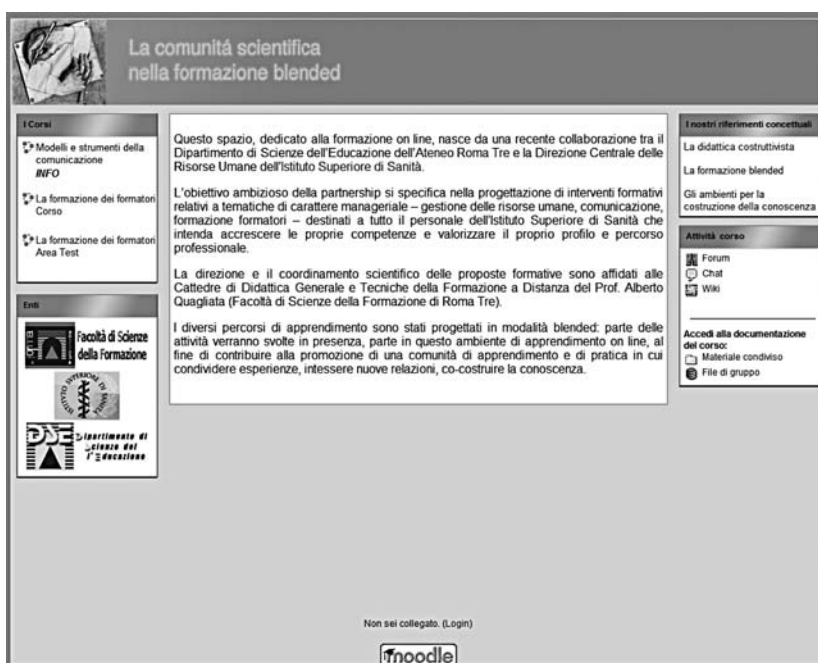 La comunitá scientifica
nella formazione blended
I Corsi
Modelli e strumenti della
comunicazione
INFO
La formazione dei formatori
Corso
La formazione dei formatori
Area Test
Enti
Facoltà di Scienze
della Formazione
ISTITUTO SUPERIORE DI SANITÀ
DSE Dipartimento di
Scienze del
l'Educazione
Questo spazio, dedicato alla formazione on line, nasce da una recente collaborazione tra il
Dipartimento di Scienze dell'Educazione dell'Ateneo Roma Tre e la Direzione Centrale delle
Risorse Umane dell'Istituto Superiore di Sanità.
L'obiettivo ambizioso della partnership si specifica nella progettazione di interventi formativi
relativi a tematiche di carattere manageriale – gestione delle risorse umane, comunicazione,
formazione formatori – destinati a tutto il personale dell'Istituto Superiore di Sanità che
intenda accrescere le proprie competenze e valorizzare il proprio profilo e percorso
professionale.
La direzione e il coordinamento scientifico delle proposte formative sono affidati alle
Cattedre di Didattica Generale e Tecniche della Formazione a Distanza del Prof. Alberto
Quagliata (Facoltà di Scienze della Formazione di Roma Tre).
I diversi percorsi di apprendimento sono stati progettati in modalità blended: parte delle
attività verranno svolte in presenza, parte in questo ambiente di apprendimento on line, al
fine di contribuire alla promozione di una comunità di apprendimento e di pratica in cui
condividere esperienze, intessere nuove relazioni, co-costruire la conoscenza.
I nostri riferimenti concettuali
La didattica costruttivista
La formazione blended
Gli ambienti per la
costruzione della conoscenza
Attività corso
Forum
Chat
Wiki
Accedi alla documentazione
del corso:
Materiale condiviso
File di gruppo
Non sei collegato. (Login)
moodle